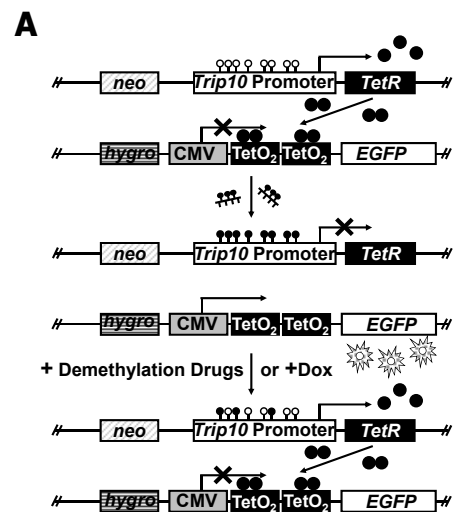 A
neo Trip10 Promoter TetR
hygro CMV TetO2 TetO2 EGFP
neo Trip10 Promoter TetR
hygro CMV TetO2 TetO2 EGFP
+ Demethylation Drugs or +Dox
neo Trip10 Promoter TetR
hygro CMV TetO2 TetO2 EGFP